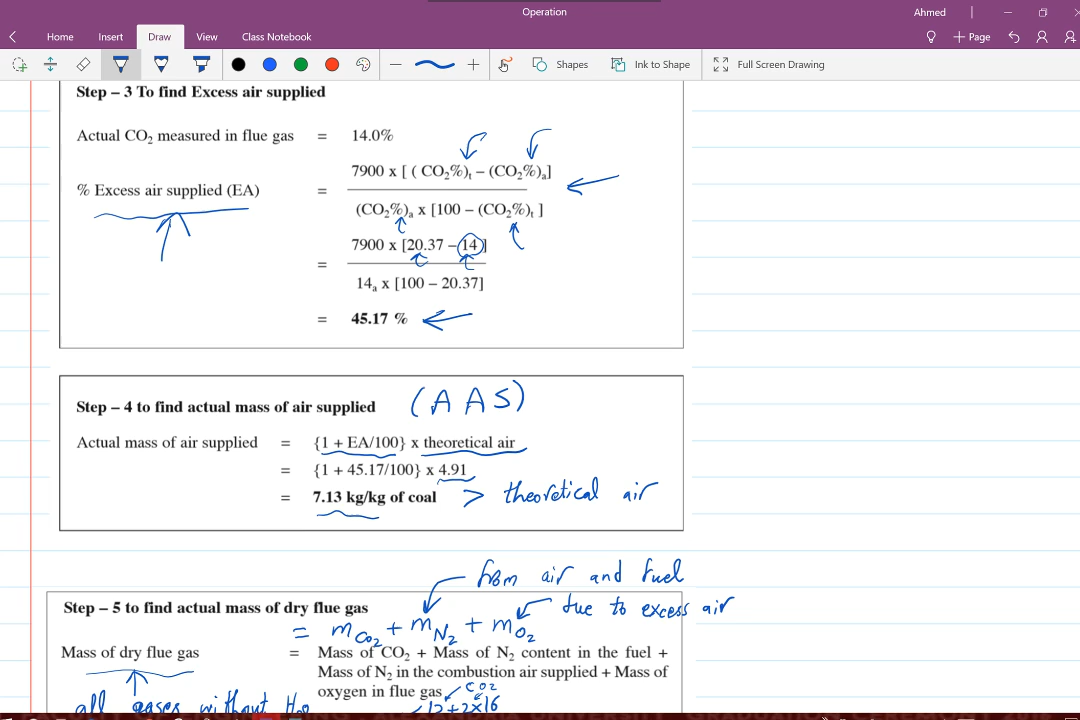 Operation
Ahmed
Home Insert Draw View Class Notebook
+ Page
Shapes
Ink to Shape
Full Screen Drawing
Step – 3 To find Excess air supplied
Actual CO₂ measured in flue gas = 14.0%
7900 x [ ( CO₂%)ₜ – (CO₂%)ₐ]
% Excess air supplied (EA) =
(CO₂%)ₐ x [100 – (CO₂%)ₜ ]
7900 x [20.37 – 14]
=
14ₐ x [100 – 20.37]
= 45.17 %
Step – 4 to find actual mass of air supplied (AAS)
Actual mass of air supplied = {1 + EA/100} x theoretical air
= {1 + 45.17/100} x 4.91
= 7.13 kg/kg of coal > theoretical air
from air and fuel
Step – 5 to find actual mass of dry flue gas
due to excess air
= mCO₂ + mN₂ + mO₂
Mass of dry flue gas = Mass of CO₂ + Mass of N₂ content in the fuel +
Mass of N₂ in the combustion air supplied + Mass of
oxygen in flue gas
CO2
all gases without H₂O
12+2x16